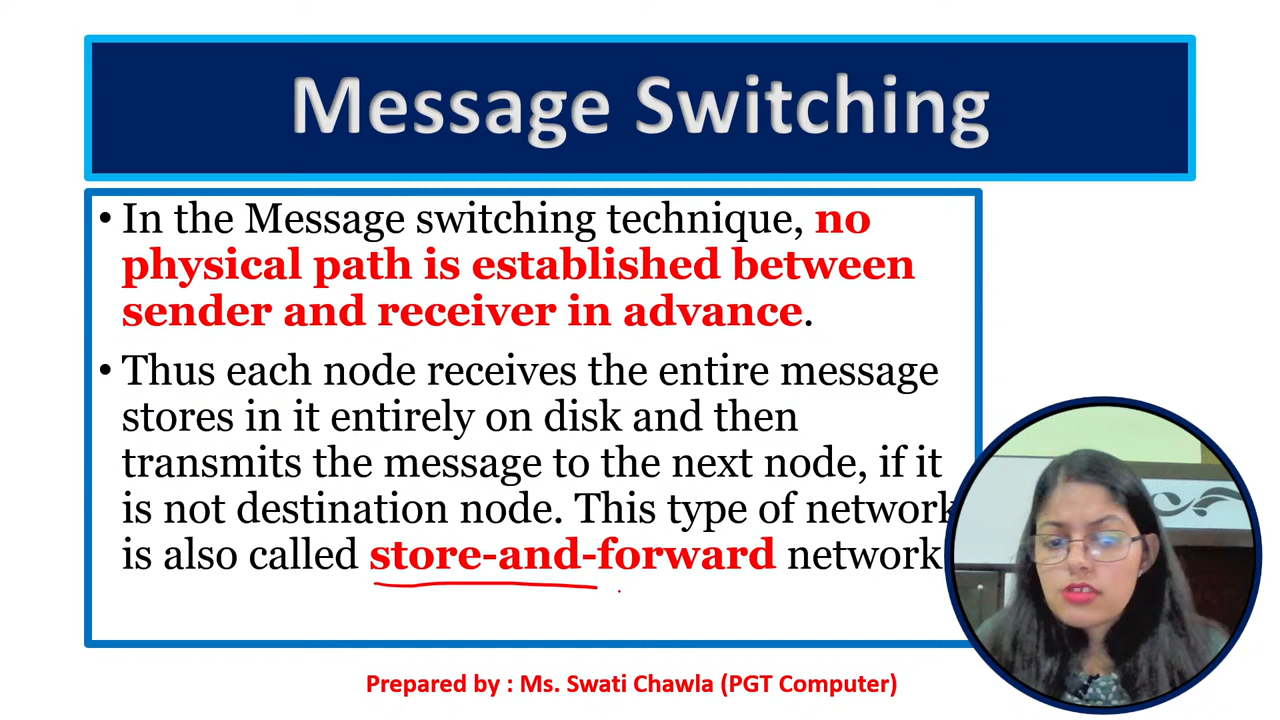 Message Switching
• In the Message switching technique, no
physical path is established between
sender and receiver in advance.
• Thus each node receives the entire message
stores in it entirely on disk and then
transmits the message to the next node, if it
is not destination node. This type of network
is also called store-and-forward network
Prepared by : Ms. Swati Chawla (PGT Computer)